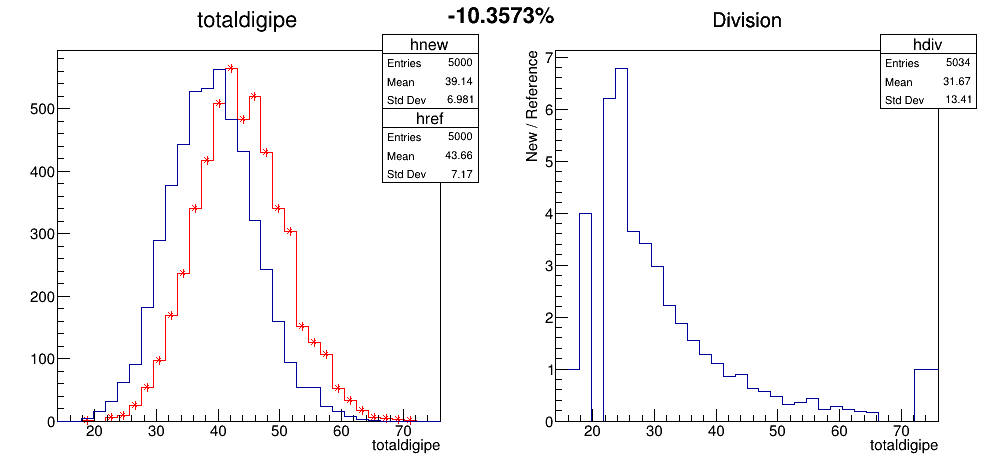 -10.3573%
totaldigipe
hnew
Entries 5000
Mean 39.14
Std Dev 6.981
href
Entries 5000
Mean 43.66
Std Dev 7.17
500
400
300
200
100
0
20 30 40 50 60 70
totaldigipe
Division
hdiv
Entries 5034
Mean 31.67
Std Dev 13.41
New / Reference
7
6
5
4
3
2
1
0
20 30 40 50 60 70
totaldigipe